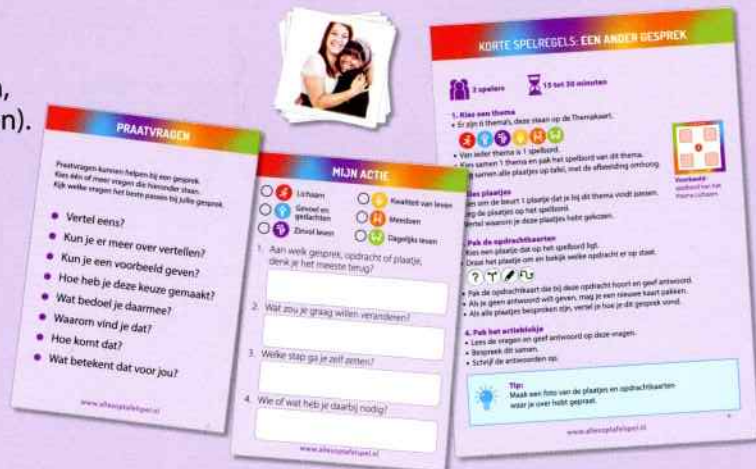 n).
PRAATVRAGEN
Praatvragen kunnen helpen bij een gesprek.
Kies één of meer vragen die hieronder staan.
Kijk welke vragen het beste passen bij jullie gesprek.
• Vertel eens?
• Kun je er meer over vertellen?
• Kun je een voorbeeld geven?
• Hoe heb je deze keuze gemaakt?
• Wat bedoel je daarmee?
• Waarom vind je dat?
• Hoe komt dat?
• Wat betekent dat voor jou?
www.allesoptafelspel.nl
MIJN ACTIE
Lichaam
Gevoel en
gedachten
Zinvol leven
Kwaliteit van leven
Meedoen
Dagelijks leven
1. Aan welk gesprek, opdracht of plaatje,
denk je het meeste terug?
2. Wat zou je graag willen veranderen?
3. Welke stap ga je zelf zetten?
4. Wie of wat heb je daarbij nodig?
www.allesoptafelspel.nl
KORTE SPELREGELS: EEN ANDER GESPREK
2 spelers
15 tot 30 minuten
1. Kies een thema
• Er zijn 6 thema's, deze staan op de Themakaart.
• Van ieder thema is 1 spelbord.
• Kies samen 1 thema en pak het spelbord van dit thema.
samen alle plaatjes op tafel, met de afbeelding omhoog.
Voorbeeld:
spelbord van het
thema Lichaam
plaatjes
om de beurt 1 plaatje dat je bij dit thema vindt passen.
de plaatjes op het spelbord.
Vertel waarom je deze plaatjes hebt gekozen.
3. Pak de opdrachtkaarten
Kies een plaatje dat op het spelbord ligt.
• Draai het plaatje om en bekijk welke opdracht er op staat.
?
• Pak de opdrachtkaart die bij deze opdracht hoort en geef antwoord.
• Als je geen antwoord wilt geven, mag je een nieuwe kaart pakken.
• Als alle plaatjes besproken zijn, vertel je hoe je dit gesprek vond.
4. Pak het actieblokje
• Lees de vragen en geef antwoord op deze vragen.
• Bespreek dit samen.
• Schrijf de antwoorden op.
Tip:
Maak een foto van de plaatjes en opdrachtkaarten
waar je over hebt gepraat.
www.allesoptafelspel.nl